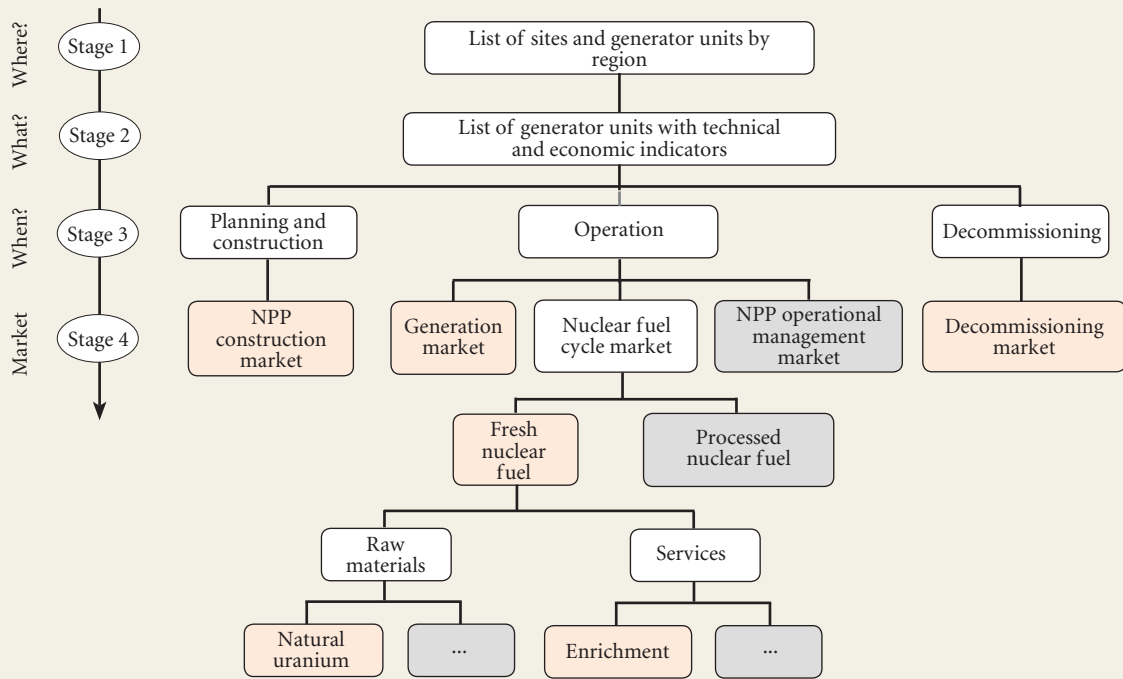 Where?
Stage 1
List of sites and generator units by
region
What?
Stage 2
List of generator units with technical
and economic indicators
When?
Stage 3
Planning and
construction
Operation
Decommissioning
Market
Stage 4
NPP
construction
market
Generation
market
Nuclear fuel
cycle market
NPP operational
management
market
Decommissioning
market
Fresh
nuclear
fuel
Processed
nuclear fuel
Raw
materials
Services
Natural
uranium
...
Enrichment
...